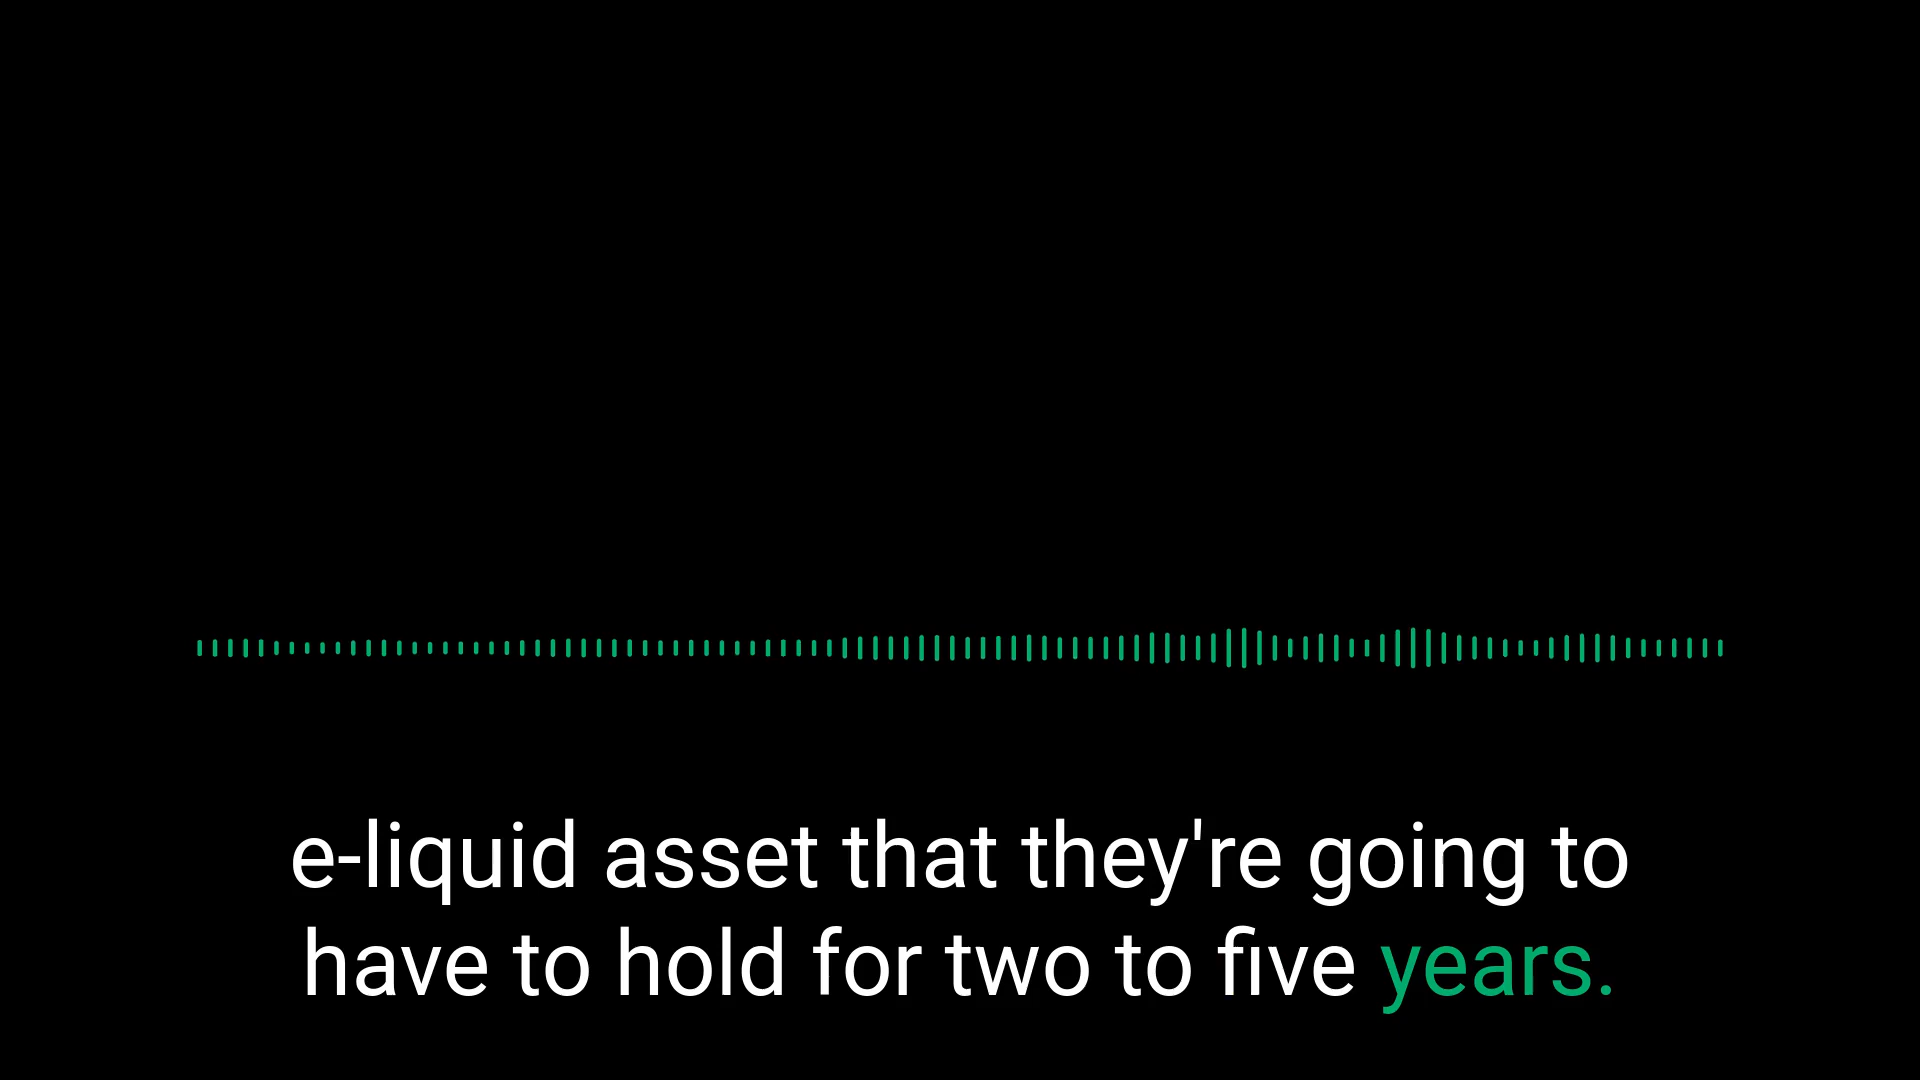 e-liquid asset that they're going to
have to hold for two to five years.